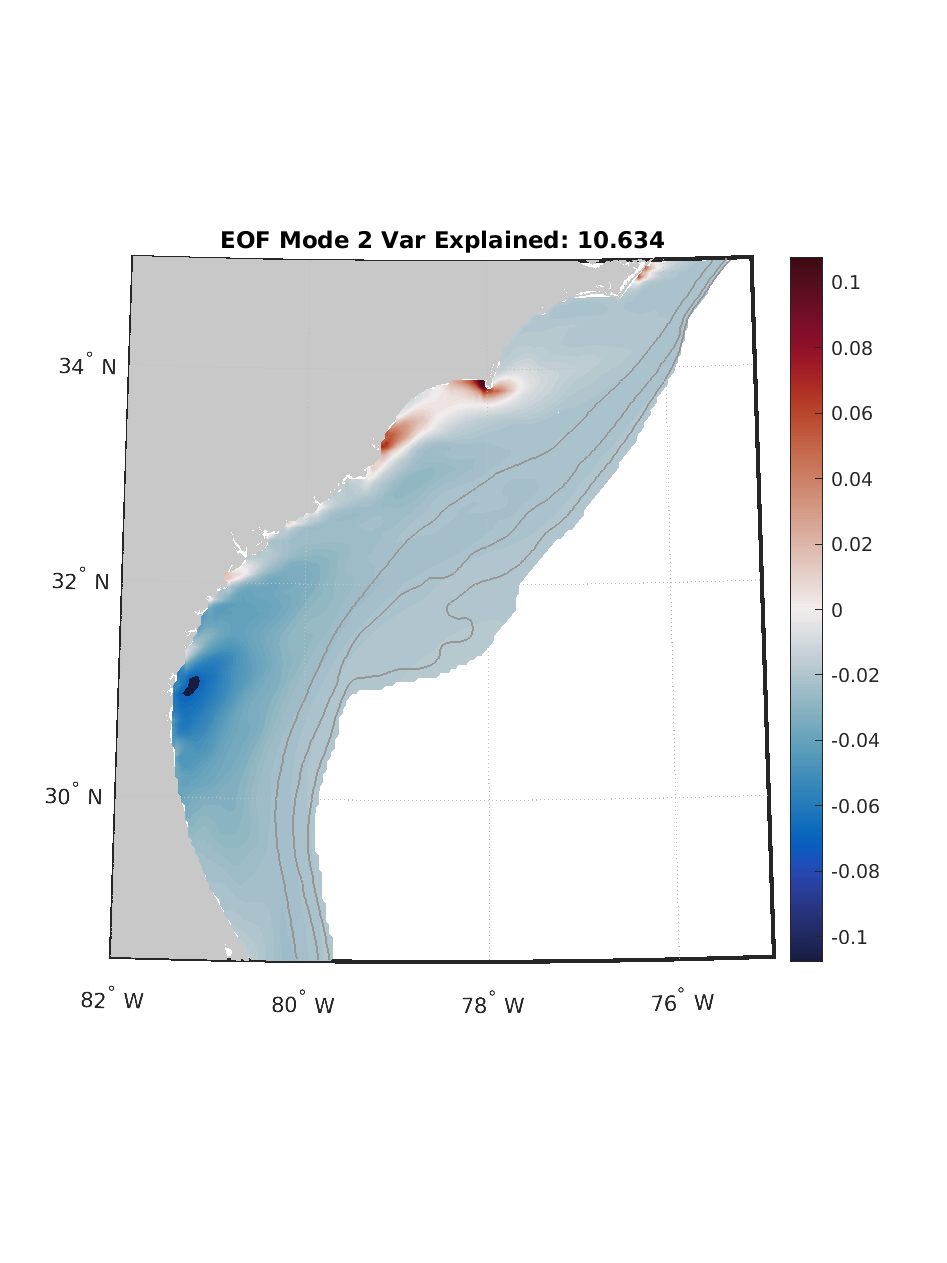 EOF Mode 2 Var Explained: 10.634
34° N
32° N
30° N
82° W
80° W
78° W
76° W
0.1
0.08
0.06
0.04
0.02
0
-0.02
-0.04
-0.06
-0.08
-0.1